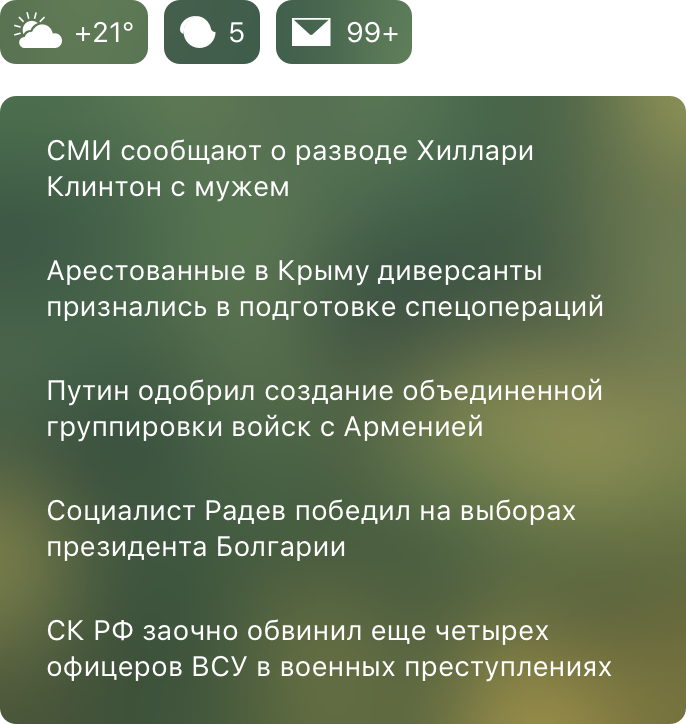 +21° 5 99+
СМИ сообщают о разводе Хиллари
Клинтон с мужем
Арестованные в Крыму диверсанты
признались в подготовке спецопераций
Путин одобрил создание объединенной
группировки войск с Арменией
Социалист Радев победил на выборах
президента Болгарии
СК РФ заочно обвинил еще четырех
офицеров ВСУ в военных преступлениях